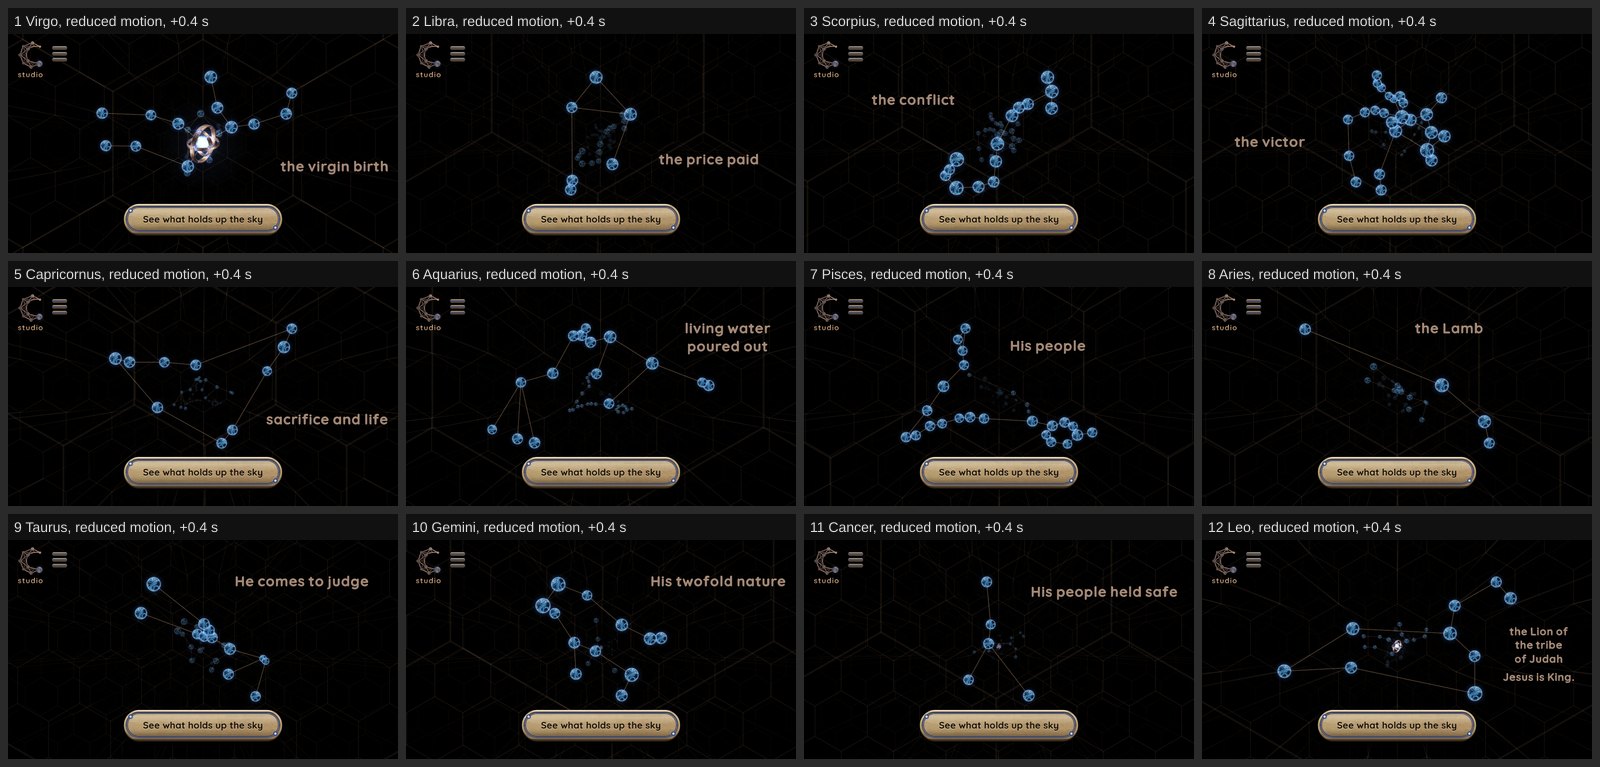 1 Virgo, reduced motion, +0.4 s
studio
the virgin birth
See what holds up the sky
2 Libra, reduced motion, +0.4 s
studio
the price paid
See what holds up the sky
3 Scorpius, reduced motion, +0.4 s
studio
the conflict
See what holds up the sky
4 Sagittarius, reduced motion, +0.4 s
studio
the victor
See what holds up the sky
5 Capricornus, reduced motion, +0.4 s
studio
sacrifice and life
See what holds up the sky
6 Aquarius, reduced motion, +0.4 s
studio
living water
poured out
See what holds up the sky
7 Pisces, reduced motion, +0.4 s
studio
His people
See what holds up the sky
8 Aries, reduced motion, +0.4 s
studio
the Lamb
See what holds up the sky
9 Taurus, reduced motion, +0.4 s
studio
He comes to judge
See what holds up the sky
10 Gemini, reduced motion, +0.4 s
studio
His twofold nature
See what holds up the sky
11 Cancer, reduced motion, +0.4 s
studio
His people held safe
See what holds up the sky
12 Leo, reduced motion, +0.4 s
studio
the Lion of
the tribe
of Judah
Jesus is King.
See what holds up the sky